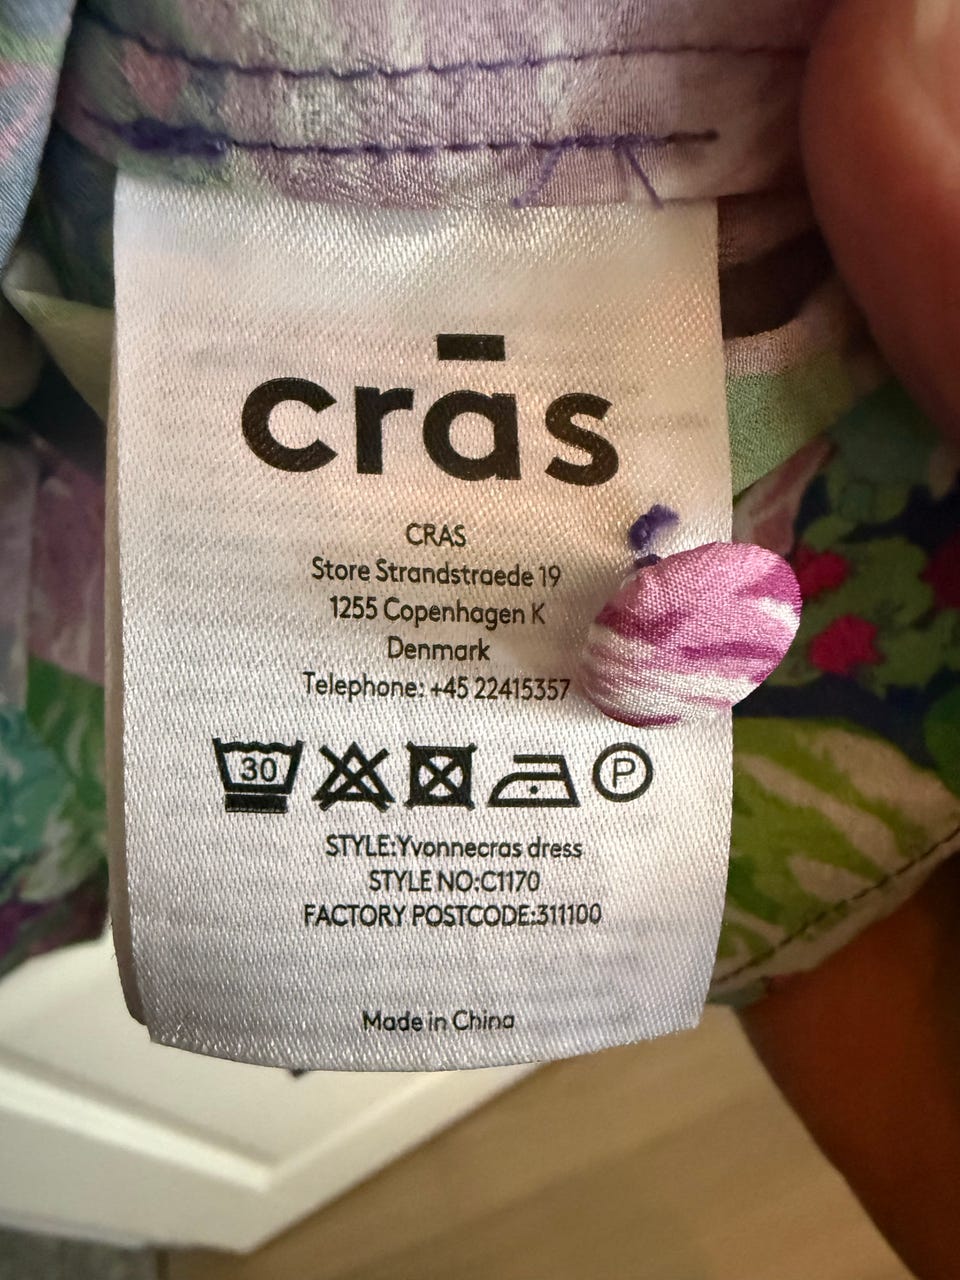 crās
CRAS
Store Strandstraede 19
1255 Copenhagen K
Denmark
Telephone: +45 22415357
30 P
STYLE:Yvonnecras dress
STYLE NO:C1170
FACTORY POSTCODE:311100
Made in China